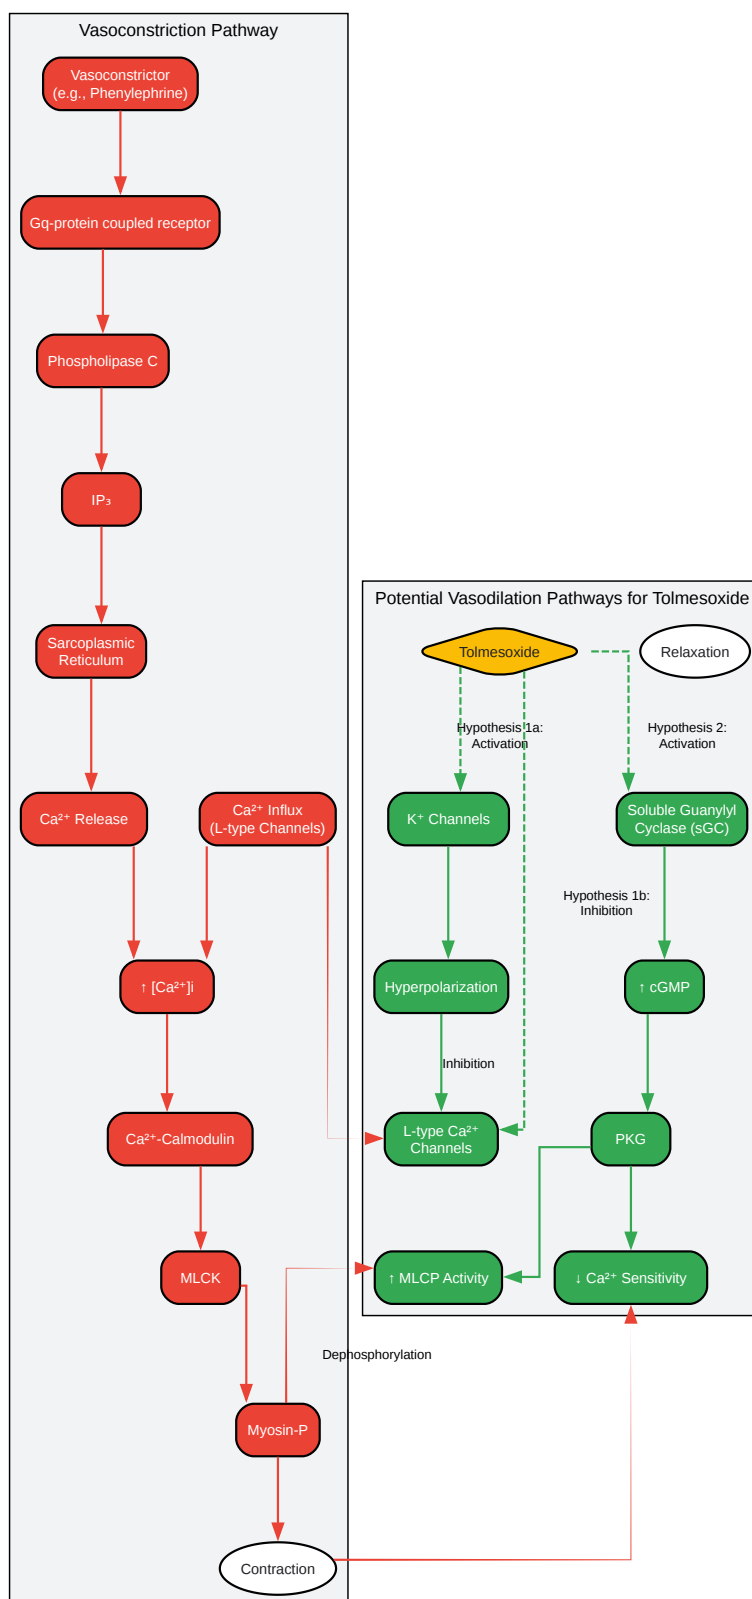 Vasoconstriction Pathway
Vasoconstrictor
(e.g., Phenylephrine)
Gq-protein coupled receptor
Phospholipase C
IP₃
Sarcoplasmic
Reticulum
Ca²⁺ Release
Ca²⁺ Influx
(L-type Channels)
↑ [Ca²⁺]i
Ca²⁺-Calmodulin
MLCK
Myosin-P
Contraction
Dephosphorylation
Potential Vasodilation Pathways for Tolmesoxide
Tolmesoxide
Relaxation
Hypothesis 1a:
Activation
Hypothesis 2:
Activation
K⁺ Channels
Soluble Guanylyl
Cyclase (sGC)
Hypothesis 1b:
Inhibition
Hyperpolarization
↑ cGMP
Inhibition
L-type Ca²⁺
Channels
PKG
↑ MLCP Activity
↓ Ca²⁺ Sensitivity